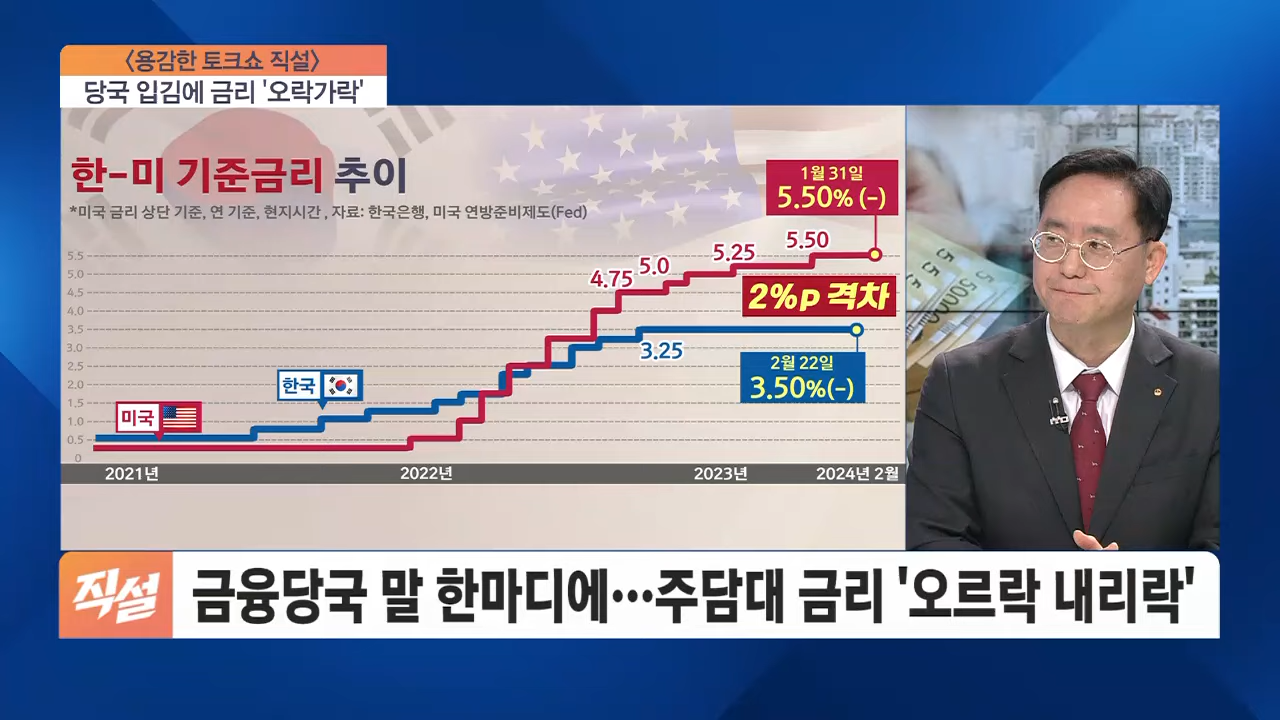 <용감한 토크쇼 직설>
당국 입김에 금리 '오락가락'
한-미 기준금리 추이
*미국 금리 상단 기준, 연 기준, 현지시간, 자료: 한국은행, 미국 연방준비제도(Fed)
1월 31일
5.50% (-)
5.5
5.0
4.5
4.0
3.5
3.0
2.5
2.0
1.5
1.0
0.5
0
4.75
5.0
5.25
5.50
2%p 격차
3.25
2월 22일
3.50%(-)
한국
미국
2021년
2022년
2023년
2024년 2월
직설
금융당국 말 한마디에…주담대 금리 '오르락 내리락'